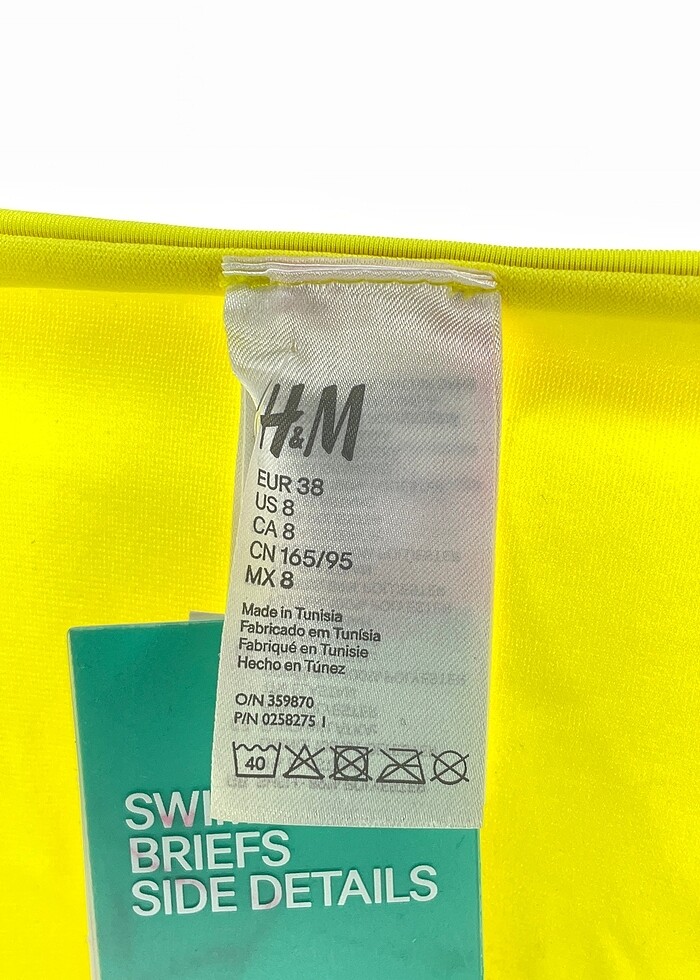 H&M
EUR 38
US 8
CA 8
CN 165/95
MX 8
Made in Tunisia
Fabricado em Tunísia
Fabriqué en Tunisie
Hecho en Túnez
O/N 359870
P/N 0258275 1
40
BRIEFS
SIDE DETAILS